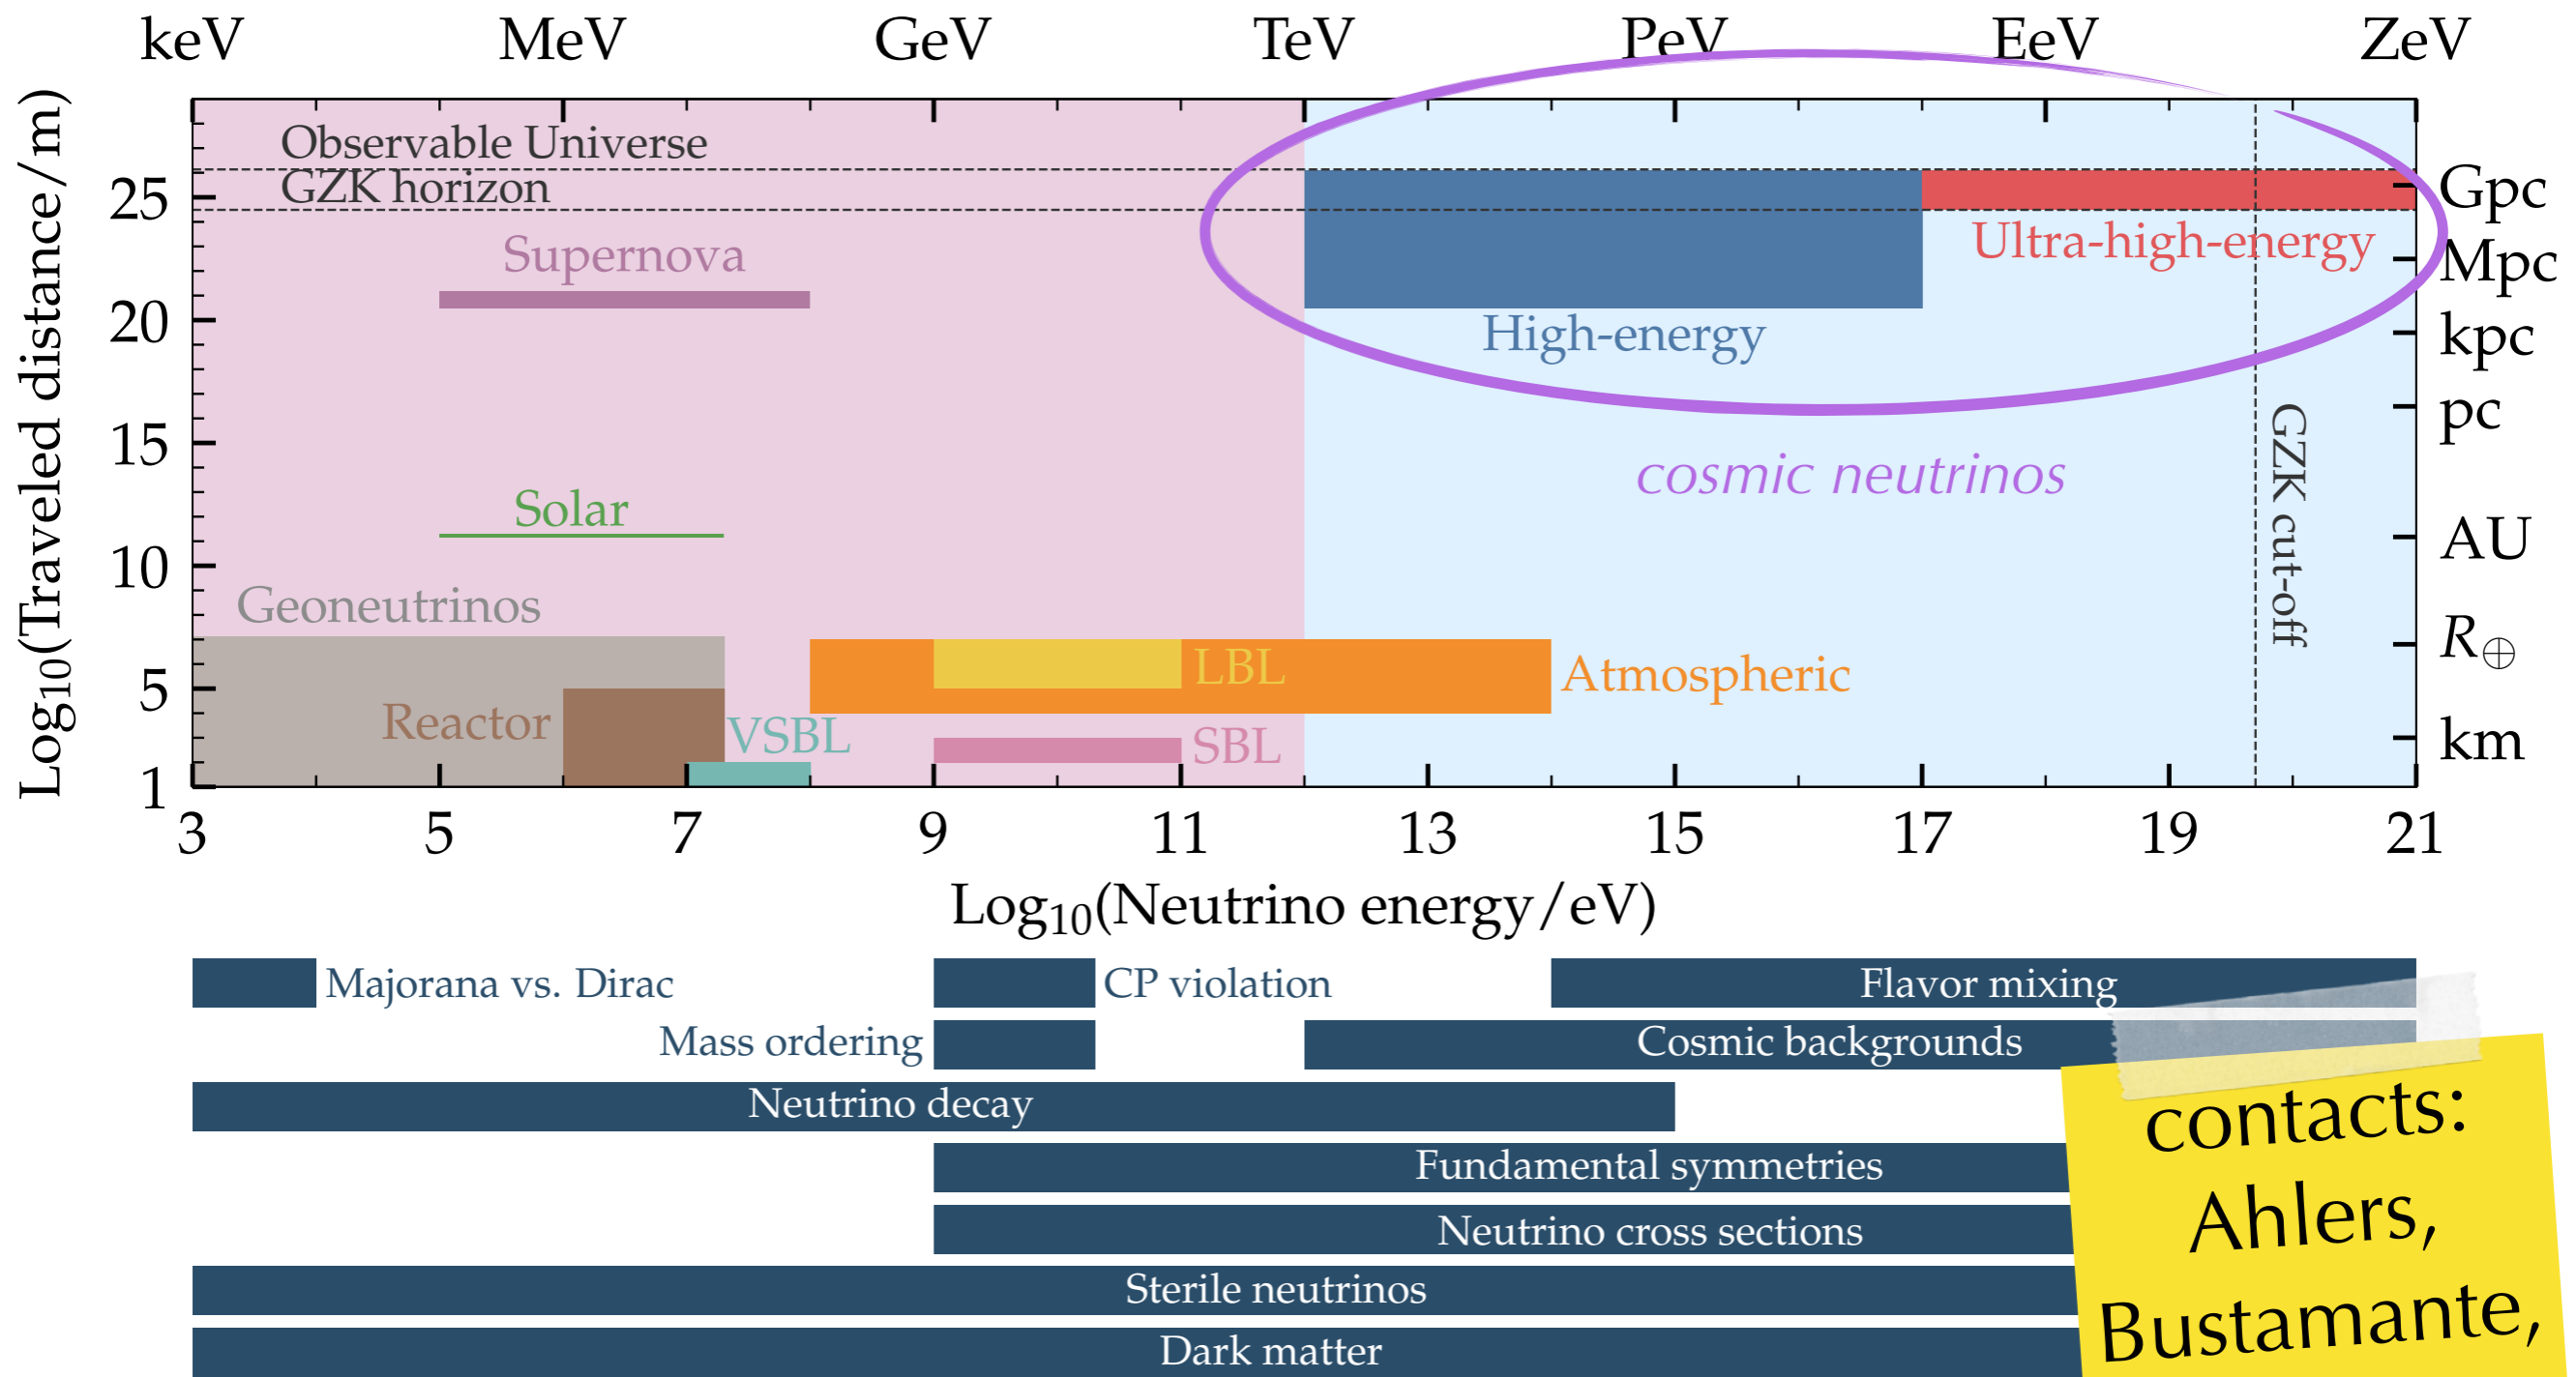 keV MeV GeV TeV PeV EeV ZeV
Log10(Traveled distance/m)
25
20
15
10
5
1
Observable Universe
GZK horizon
Supernova
Solar
Geoneutrinos
Reactor
VSBL
LBL
SBL
Atmospheric
High-energy
Ultra-high-energy
cosmic neutrinos
GZK cut-off
Gpc
Mpc
kpc
pc
AU
R⊕
km
3 5 7 9 11 13 15 17 19 21
Log10(Neutrino energy/eV)
Majorana vs. Dirac
CP violation
Flavor mixing
Mass ordering
Cosmic backgrounds
Neutrino decay
Fundamental symmetries
Neutrino cross sections
Sterile neutrinos
Dark matter
contacts:
Ahlers,
Bustamante,